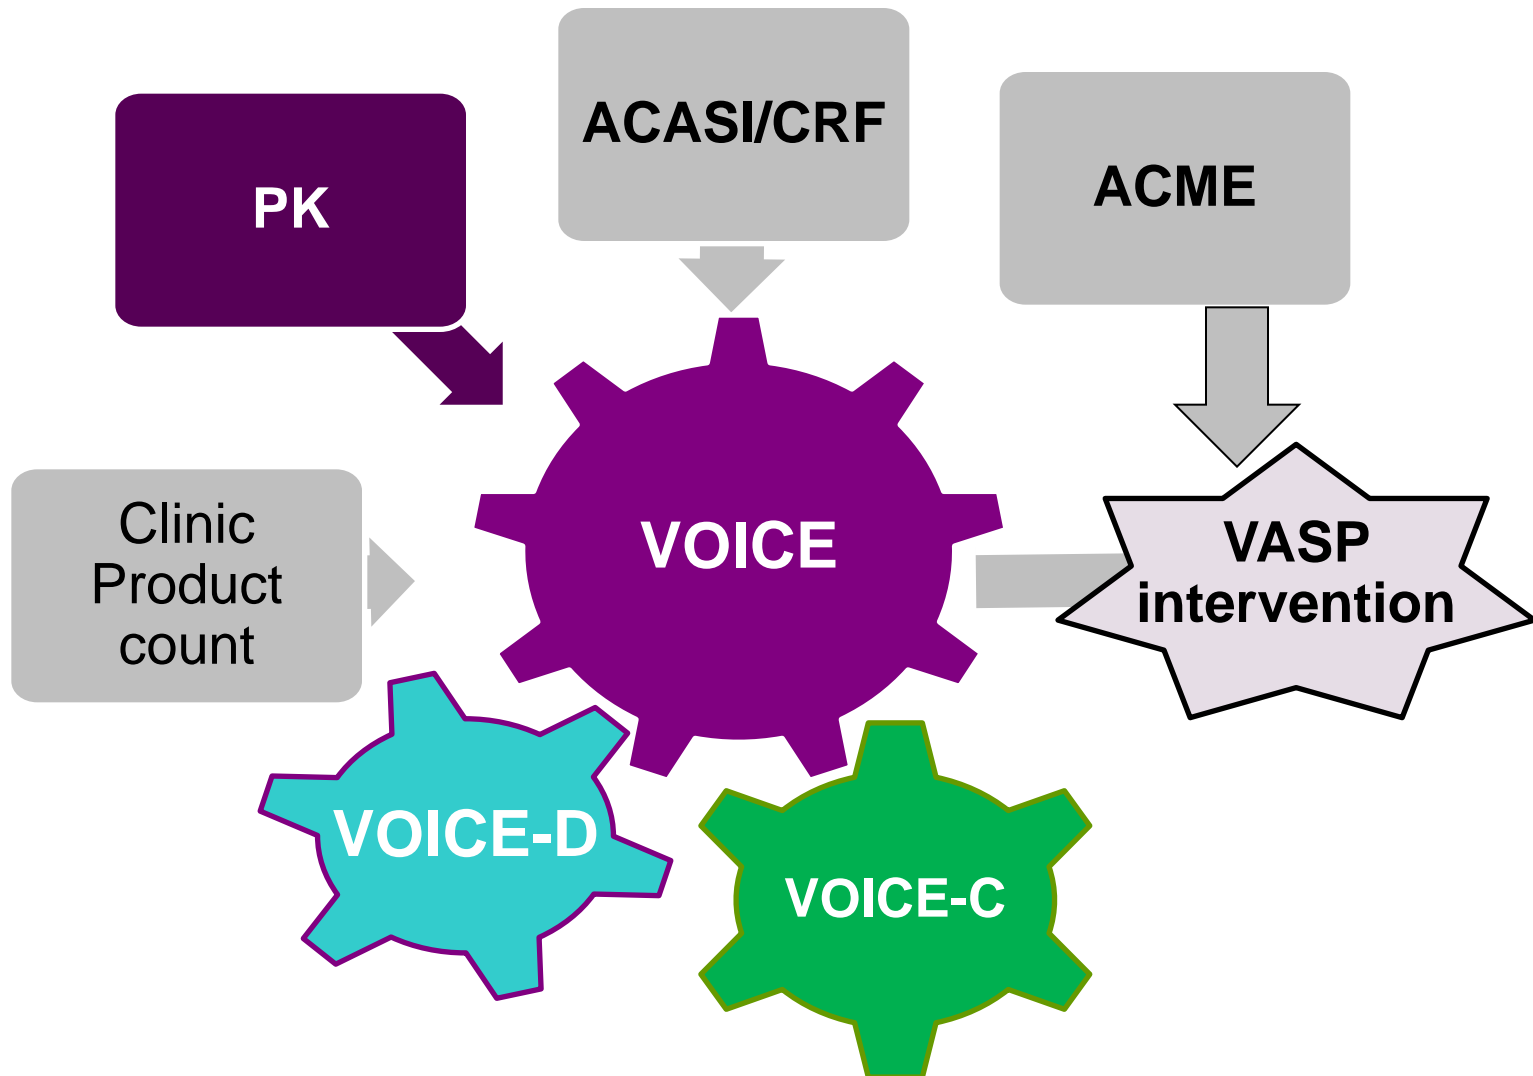 ACASI/CRF
PK
ACME
Clinic
Product
count
VOICE
VASP
intervention
VOICE-D
VOICE-C